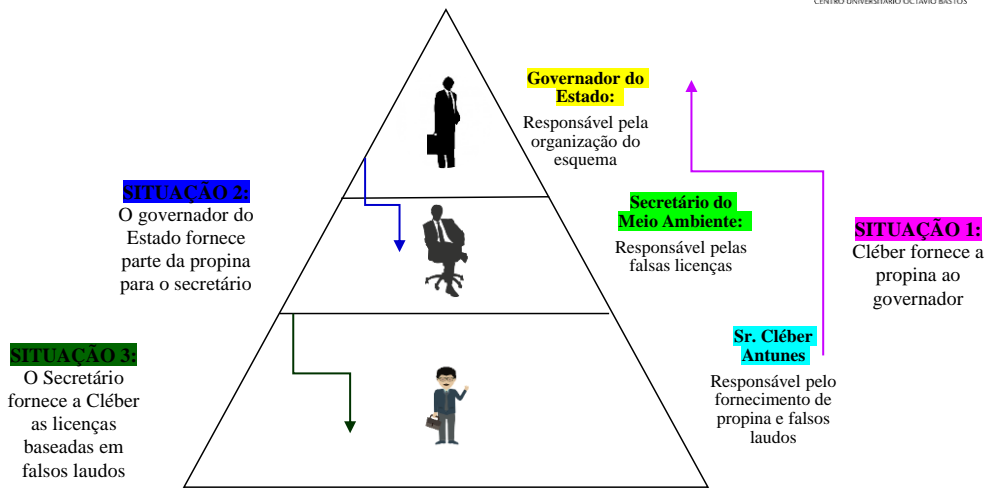 CENTRO UNIVERSITÁRIO OCTÁVIO BASTOS
Governador do
Estado:
Responsável pela
organização do
esquema
SITUAÇÃO 2:
O governador do
Estado fornece
parte da propina
para o secretário
Secretário do
Meio Ambiente:
Responsável pelas
falsas licenças
SITUAÇÃO 1:
Cléber fornece a
propina ao
governador
SITUAÇÃO 3:
O Secretário
fornece a Cléber
as licenças
baseadas em
falsos laudos
Sr. Cléber
Antunes
Responsável pelo
fornecimento de
propina e falsos
laudos